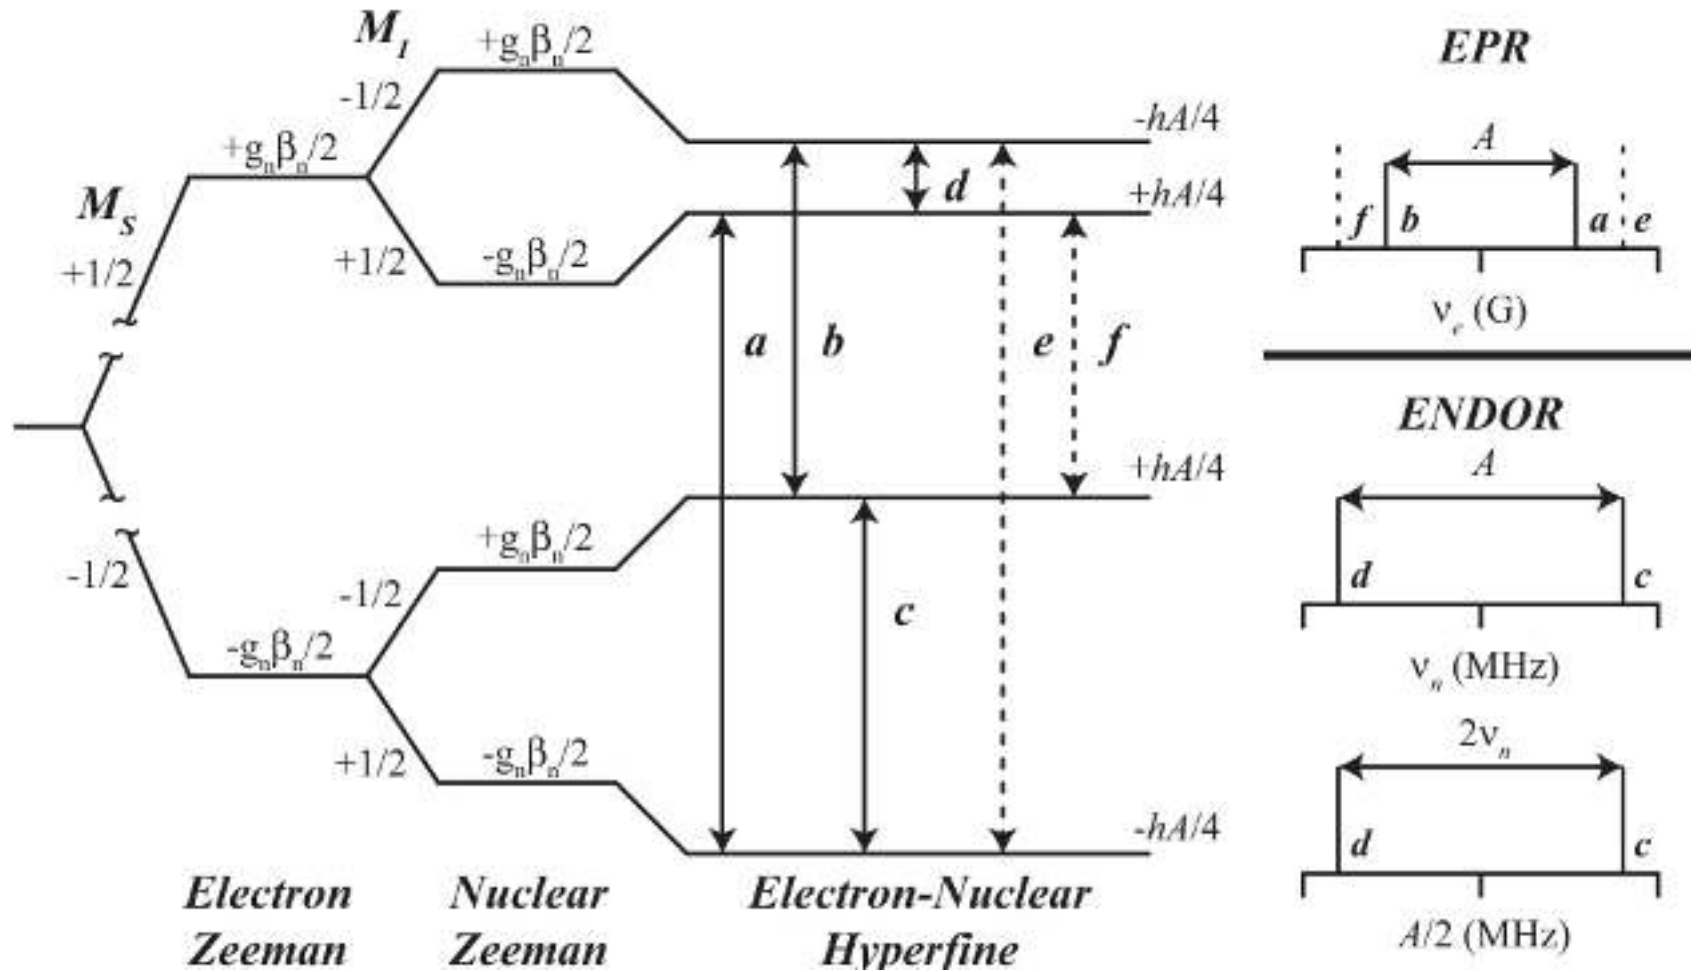 M_I
+g_nβ_n/2
-1/2
-hA/4
+g_nβ_n/2
M_S
d
+hA/4
+1/2
+1/2
-g_nβ_n/2
a
b
e
f
+hA/4
-1/2
-1/2
+g_nβ_n/2
c
-g_nβ_n/2
+1/2
-g_nβ_n/2
-hA/4
Electron
Zeeman
Nuclear
Zeeman
Electron-Nuclear
Hyperfine
EPR
A
f b a e
ν_e (G)
ENDOR
A
d c
ν_n (MHz)
2ν_n
d c
A/2 (MHz)